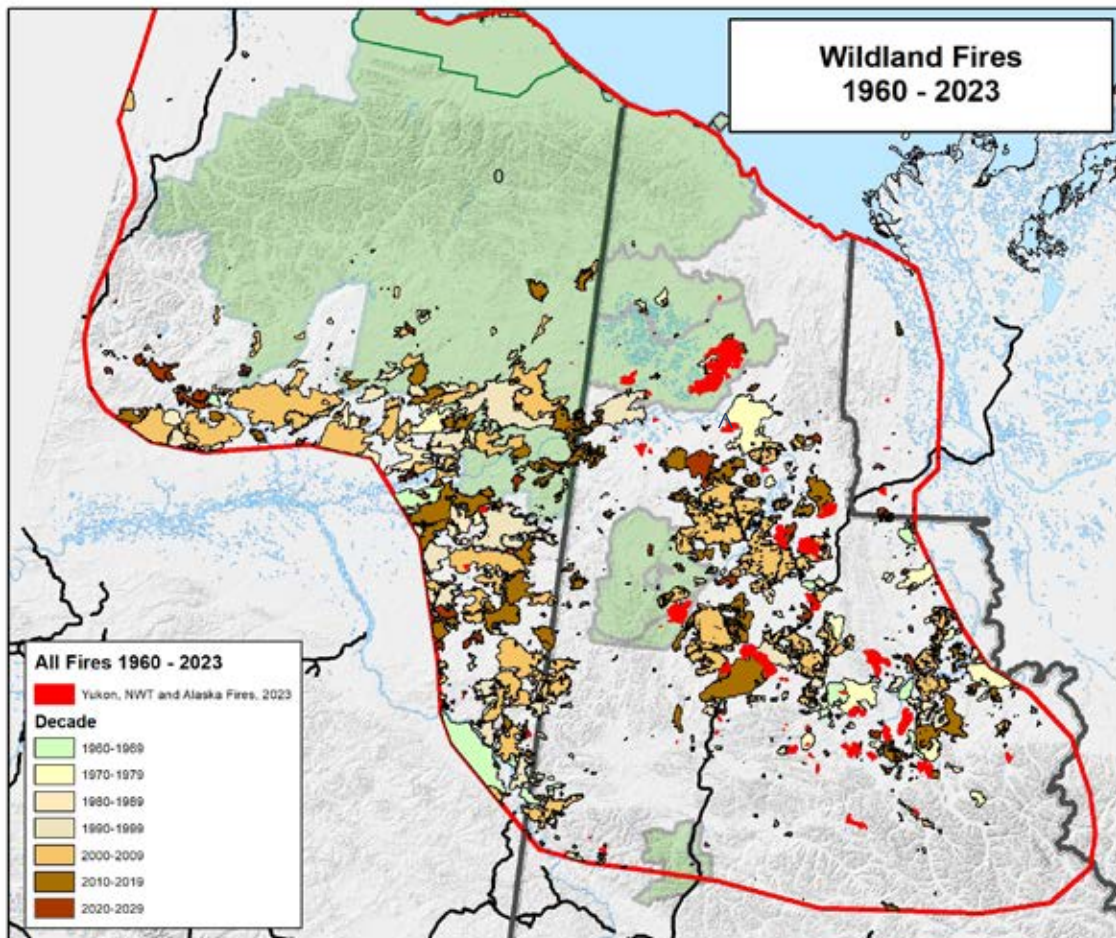 Wildland Fires
1960 - 2023
0
All Fires 1960 - 2023
Yukon, NWT and Alaska Fires, 2023
Decade
1960-1969
1970-1979
1980-1989
1990-1999
2000-2009
2010-2019
2020-2029